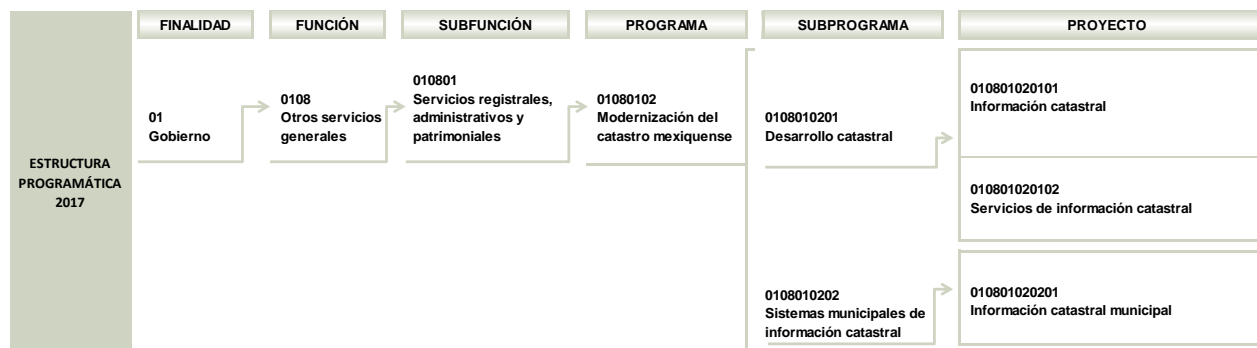 FINALIDAD
FUNCIÓN
SUBFUNCIÓN
PROGRAMA
SUBPROGRAMA
PROYECTO
ESTRUCTURA
PROGRAMÁTICA
2017
01
Gobierno
0108
Otro servicios
generales
010801
Servicios registrales,
administrativos y
patrimoniales
01080102
Modernización del
catastro mexiquense
0108010201
Desarrollo catastral
010801020101
Información catastral
010801020102
Servicios de información catastral
0108010202
Sistemas municipales de
información catastral
010801020201
Información catastral municipal